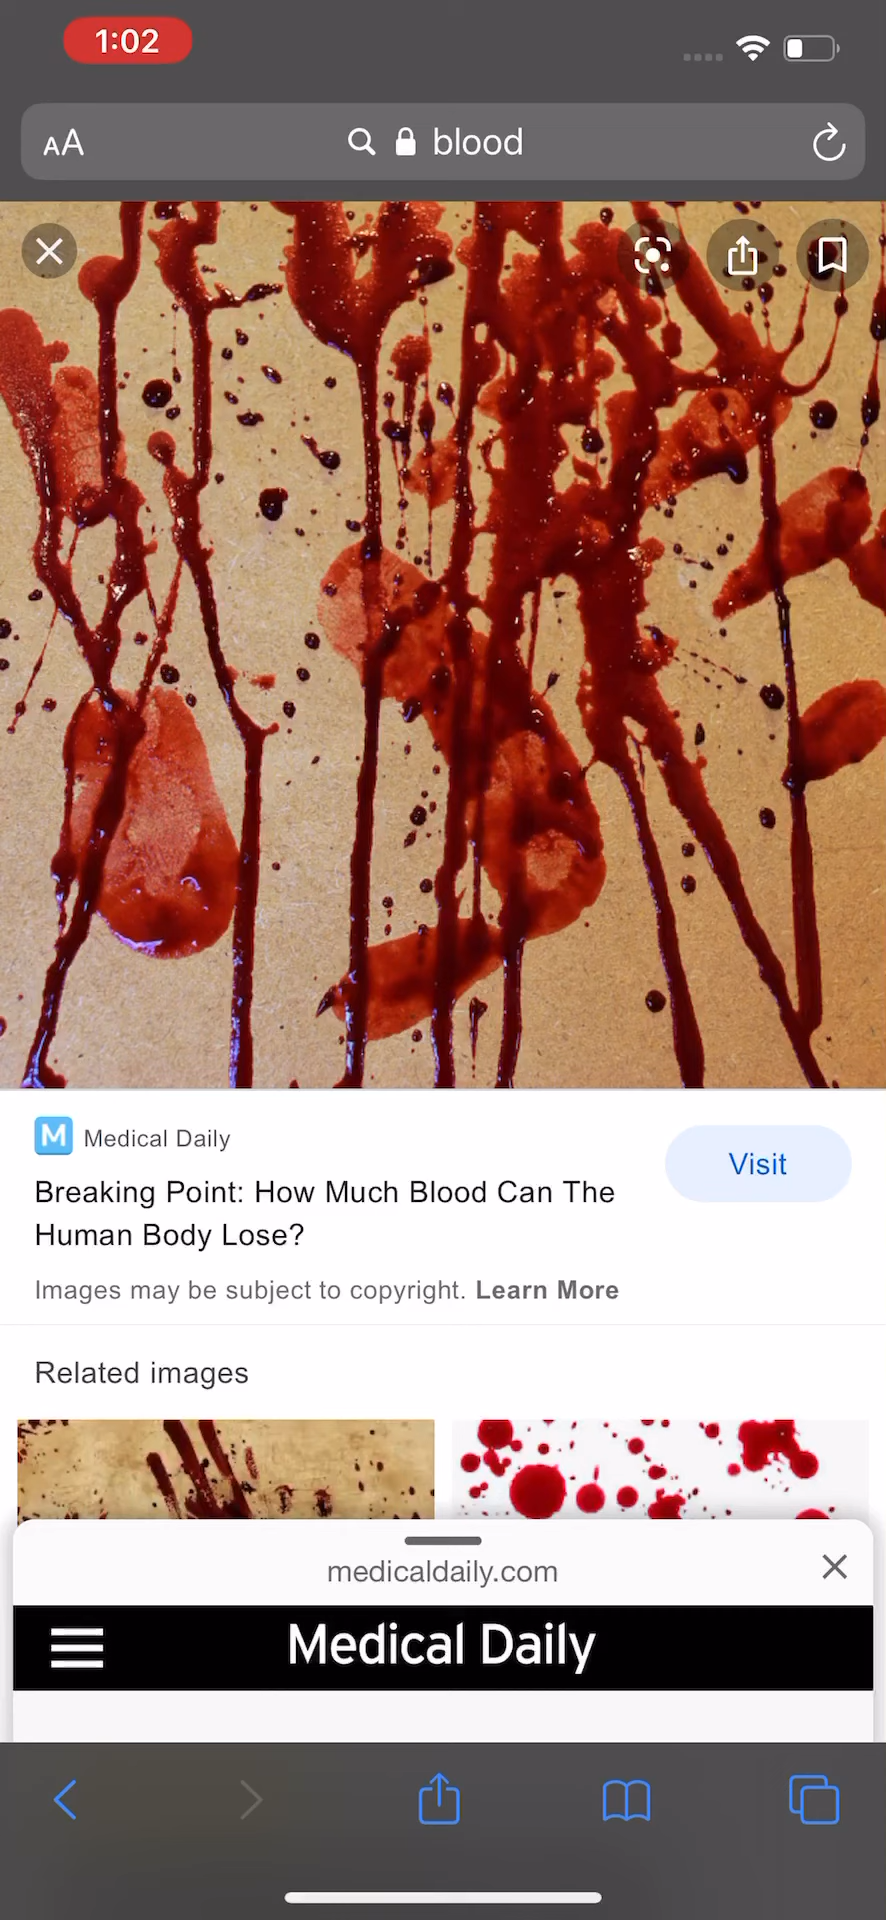 1:02
AA blood
M Medical Daily
Visit
Breaking Point: How Much Blood Can The
Human Body Lose?
Images may be subject to copyright. Learn More
Related images
medicaldaily.com
Medical Daily